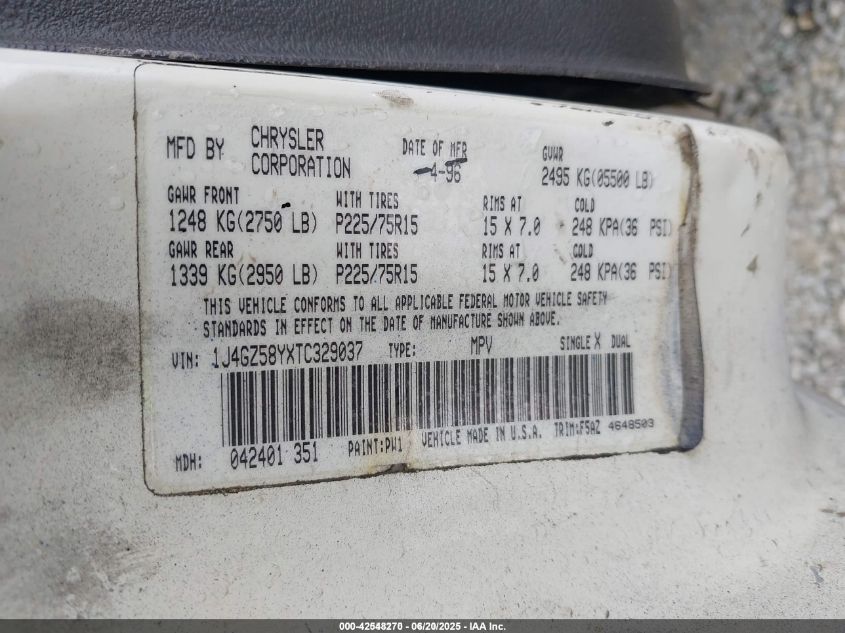 MFD BY CHRYSLER CORPORATION DATE OF MFR 4-96 GVWR 2495 KG(05500 LB)
GAWR FRONT WITH TIRES RIMS AT COLD
1248 KG(2750 LB) P225/75R15 15 X 7.0 248 KPA(36 PSI)
GAWR REAR WITH TIRES RIMS AT COLD
1339 KG(2950 LB) P225/75R15 15 X 7.0 248 KPA(36 PSI)
THIS VEHICLE CONFORMS TO ALL APPLICABLE FEDERAL MOTOR VEHICLE SAFETY
STANDARDS IN EFFECT ON THE DATE OF MANUFACTURE SHOWN ABOVE.
VIN: 1J4GZ58YXTC329037 TYPE: MPV SINGLE X DUAL
MDH: 042401 351 PAINT:PW1 VEHICLE MADE IN U.S.A. TRIM:F5AZ 4648503
000-42548270 - 06/20/2025 - IAA, Inc.